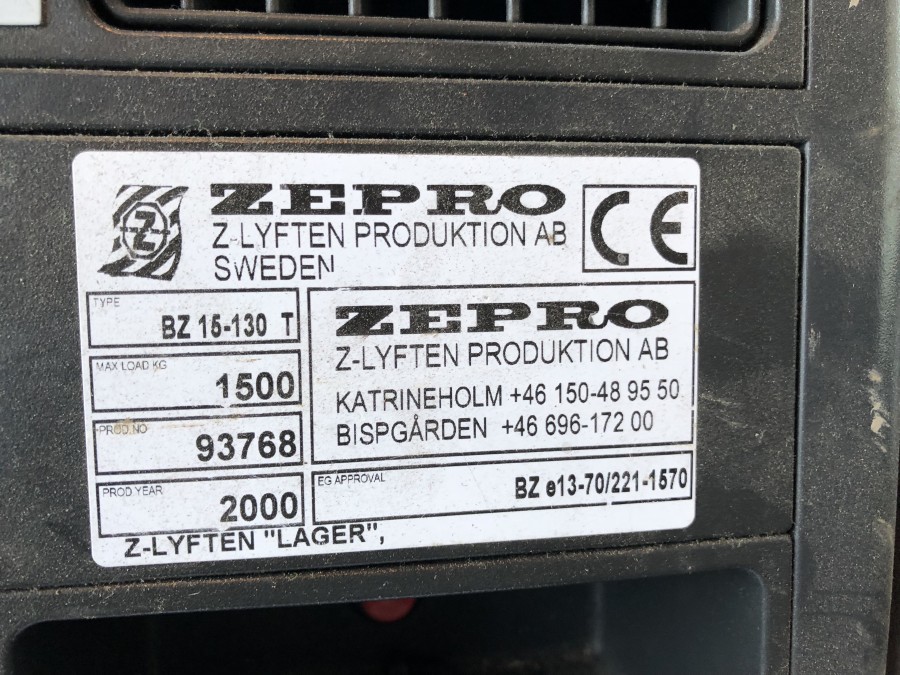 Z
ZEPRO
Z-LYFTEN PRODUKTION AB
SWEDEN
CE
TYPE
BZ 15-130 T
MAX LOAD KG
1500
PROD.NO
93768
PROD YEAR
2000
ZEPRO
Z-LYFTEN PRODUKTION AB
KATRINEHOLM +46 150-48 95 50
BISPGÅRDEN +46 696-172 00
EG APPROVAL
BZ e13-70/221-1570
Z-LYFTEN "LAGER",